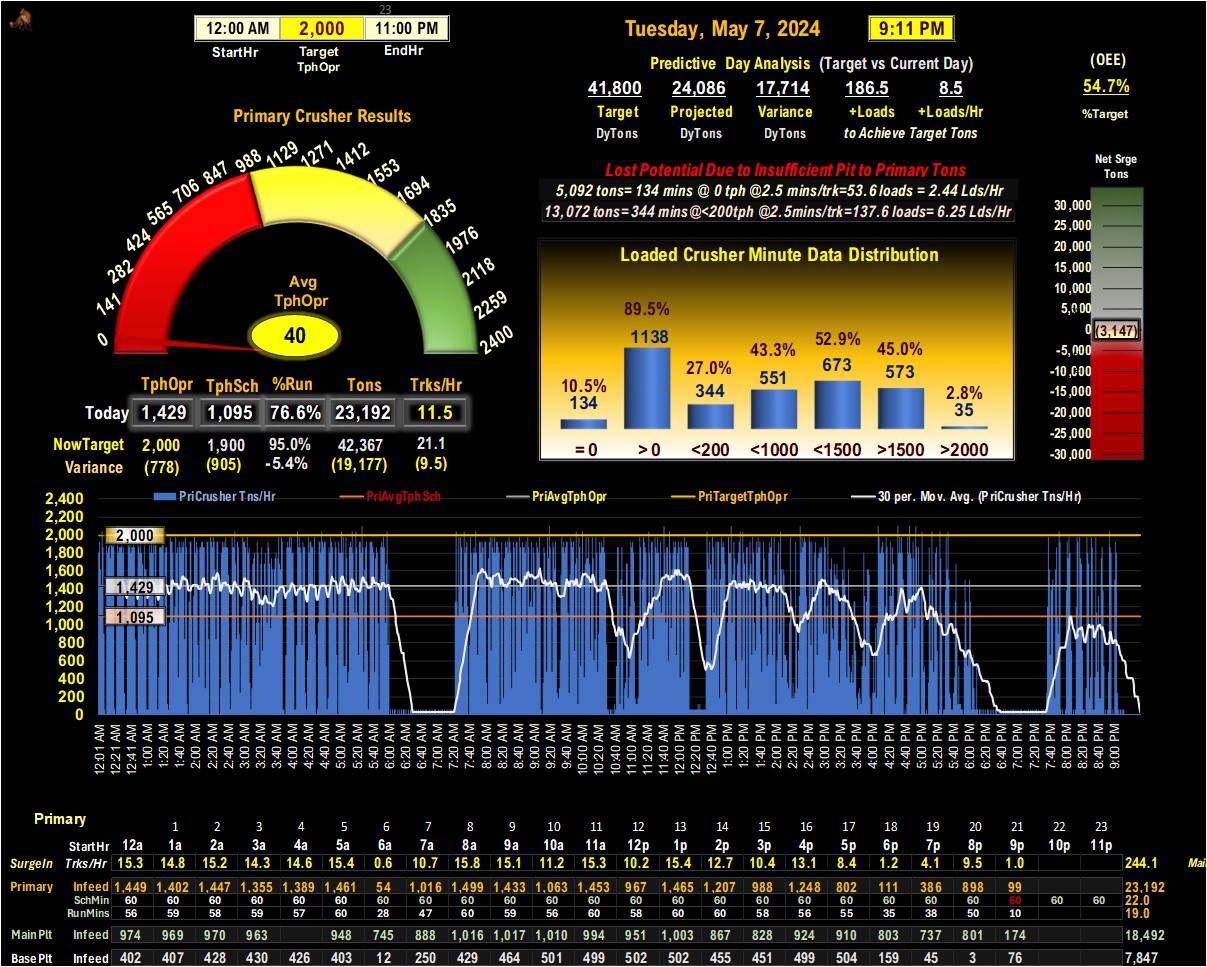 23
12:00 AM 2,000 11:00 PM
StartHr Target TphOpr EndHr
Tuesday, May 7, 2024 9:11 PM
Predictive Day Analysis (Target vs Current Day)
41,800 24,086 17,714 186.5 8.5
Target Projected Variance +Loads +Loads/Hr
DyTons DyTons DyTons to Achieve Target Tons
(OEE)
54.7%
%Target
Primary Crusher Results
0 141 282 424 565 706 847 988 1129 1271 1412 1553 1694 1835 1976 2118 2259 2400
Avg
TphOpr
40
Lost Potential Due to Insufficient Pit to Primary Tons
5,092 tons= 134 mins @ 0 tph @2.5 mins/trk=53.6 loads = 2.44 Lds/Hr
13,072 tons= 344 mins@<200tph @2.5mins/trk=137.6 loads= 6.25 Lds/Hr
Net Srge
Tons
30,000
25,000
20,000
15,000
10,000
5,000
0 (3,147)
-5,000
-10,000
-15,000
-20,000
-25,000
-30,000
Loaded Crusher Minute Data Distribution
10.5% 89.5% 27.0% 43.3% 52.9% 45.0% 2.8%
134 1138 344 551 673 573 35
= 0 > 0 <200 <1000 <1500 >1500 >2000
TphOpr TphSch %Run Tons Trks/Hr
Today 1,429 1,095 76.6% 23,192 11.5
NowTarget 2,000 1,900 95.0% 42,367 21.1
Variance (778) (905) -5.4% (19,177) (9.5)
PriCrusher Tns/Hr PriAvgTphSch PriAvgTphOpr PriTargetTphOpr 30 per. Mov. Avg. (PriCrusher Tns/Hr)
2,400
2,200
2,000 2,000
1,800
1,600
1,400 1,429
1,200
1,000 1,095
800
600
400
200
0
12:01 AM 12:21 AM 12:41 AM 1:00 AM 1:20 AM 1:40 AM 2:00 AM 2:20 AM 2:40 AM 3:00 AM 3:20 AM 3:40 AM 4:00 AM 4:20 AM 4:40 AM 5:00 AM 5:20 AM 5:40 AM 6:00 AM 6:20 AM 6:40 AM 7:00 AM 7:20 AM 7:40 AM 8:00 AM 8:20 AM 8:40 AM 9:00 AM 9:20 AM 9:40 AM 10:00 AM 10:20 AM 10:40 AM 11:00 AM 11:20 AM 11:40 AM 12:00 PM 12:20 PM 12:40 PM 1:00 PM 1:20 PM 1:40 PM 2:00 PM 2:20 PM 2:40 PM 3:00 PM 3:20 PM 3:40 PM 4:00 PM 4:20 PM 4:40 PM 5:00 PM 5:20 PM 5:40 PM 6:00 PM 6:20 PM 6:40 PM 7:00 PM 7:20 PM 7:40 PM 8:00 PM 8:20 PM 8:40 PM 9:00 PM
Primary
1 2 3 4 5 6 7 8 9 10 11 12 13 14 15 16 17 18 19 20 21 22 23
StartHr 12a 1a 2a 3a 4a 5a 6a 7a 8a 9a 10a 11a 12p 1p 2p 3p 4p 5p 6p 7p 8p 9p 10p 11p
SurgeIn Trks/Hr 15.3 14.8 15.2 14.3 14.6 15.4 0.6 10.7 15.8 15.1 11.2 15.3 10.2 15.4 12.7 10.4 13.1 8.4 1.2 4.1 9.5 1.0 244.1
Primary Infeed 1,449 1,402 1,447 1,355 1,389 1,461 54 1,016 1,499 1,433 1,063 1,453 967 1,465 1,207 988 1,248 802 111 386 898 99 23,192
SchMin 60 60 60 60 60 60 60 60 60 60 60 60 60 60 60 60 60 60 60 60 60 60 60 60 22.0
RunMins 56 59 58 59 57 60 28 47 60 59 56 60 58 60 60 58 56 55 35 38 50 10 19.0
MainPlt Infeed 974 969 970 963 948 745 888 1,016 1,017 1,010 994 951 1,003 867 828 924 910 803 737 801 174 18,492
BasePlt Infeed 402 407 428 430 426 403 12 250 429 464 501 499 502 502 455 451 499 504 159 45 3 76 7,847